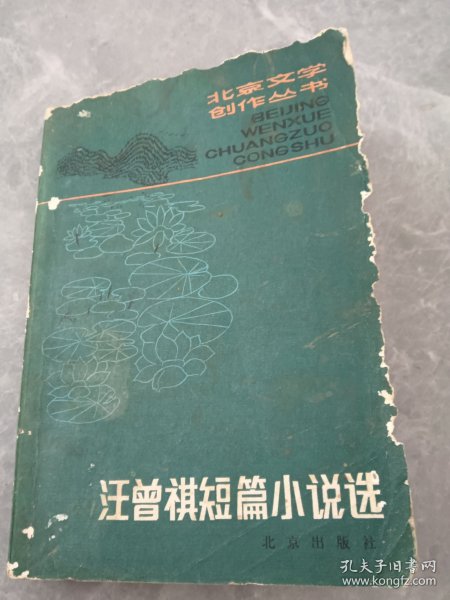 北京文学
创作丛书
BEIJING
WENXUE
CHUANGZUO
CONGSHU
汪曾祺短篇小说选
北京出版社
孔夫子旧书网
www.kongfz.com